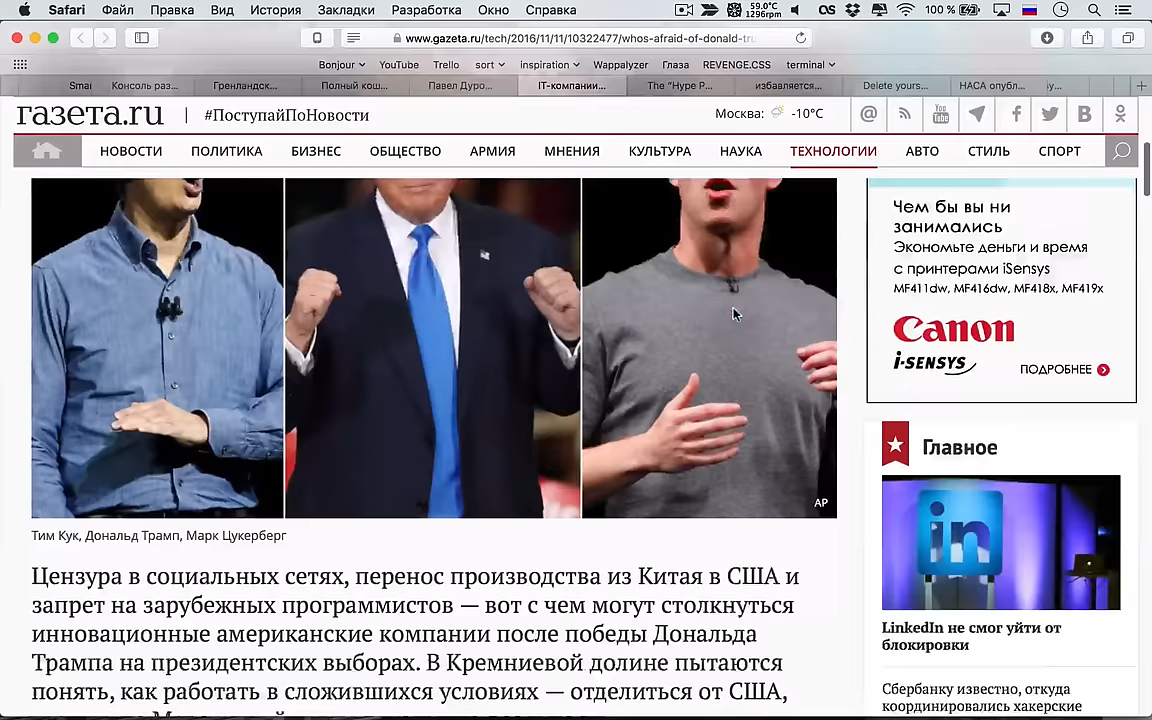 Safari Файл Правка Вид История Закладки Разработка Окно Справка
59.0°C
1296rpm
100 %
www.gazeta.ru/tech/2016/11/11/10322477/whos-afraid-of-donald-tru
Bonjour YouTube Trello sort inspiration Wappalyzer Глаза REVENGE.CSS terminal
Smai Консоль раз... Гренландск... Полный кош... Павел Дуро... IT-компании... The "Hype P... избавляется... Delete yours... НАСА опубл...
газета.ru | #ПоступайПоНовости
Москва: -10°C
You
Tube
НОВОСТИ ПОЛИТИКА БИЗНЕС ОБЩЕСТВО АРМИЯ МНЕНИЯ КУЛЬТУРА НАУКА ТЕХНОЛОГИИ АВТО СТИЛЬ СПОРТ
Чем бы вы ни
занимались
Экономьте деньги и время
с принтерами iSensys
MF411dw, MF416dw, MF418x, MF419x
Canon
i-SENSYS
ПОДРОБНЕЕ
AP
Тим Кук, Дональд Трамп, Марк Цукерберг
Цензура в социальных сетях, перенос производства из Китая в США и
запрет на зарубежных программистов — вот с чем могут столкнуться
инновационные американские компании после победы Дональда
Трампа на президентских выборах. В Кремниевой долине пытаются
понять, как работать в сложившихся условиях — отделиться от США,
Главное
in
LinkedIn не смог уйти от
блокировки
Сбербанку известно, откуда
координировались хакерские